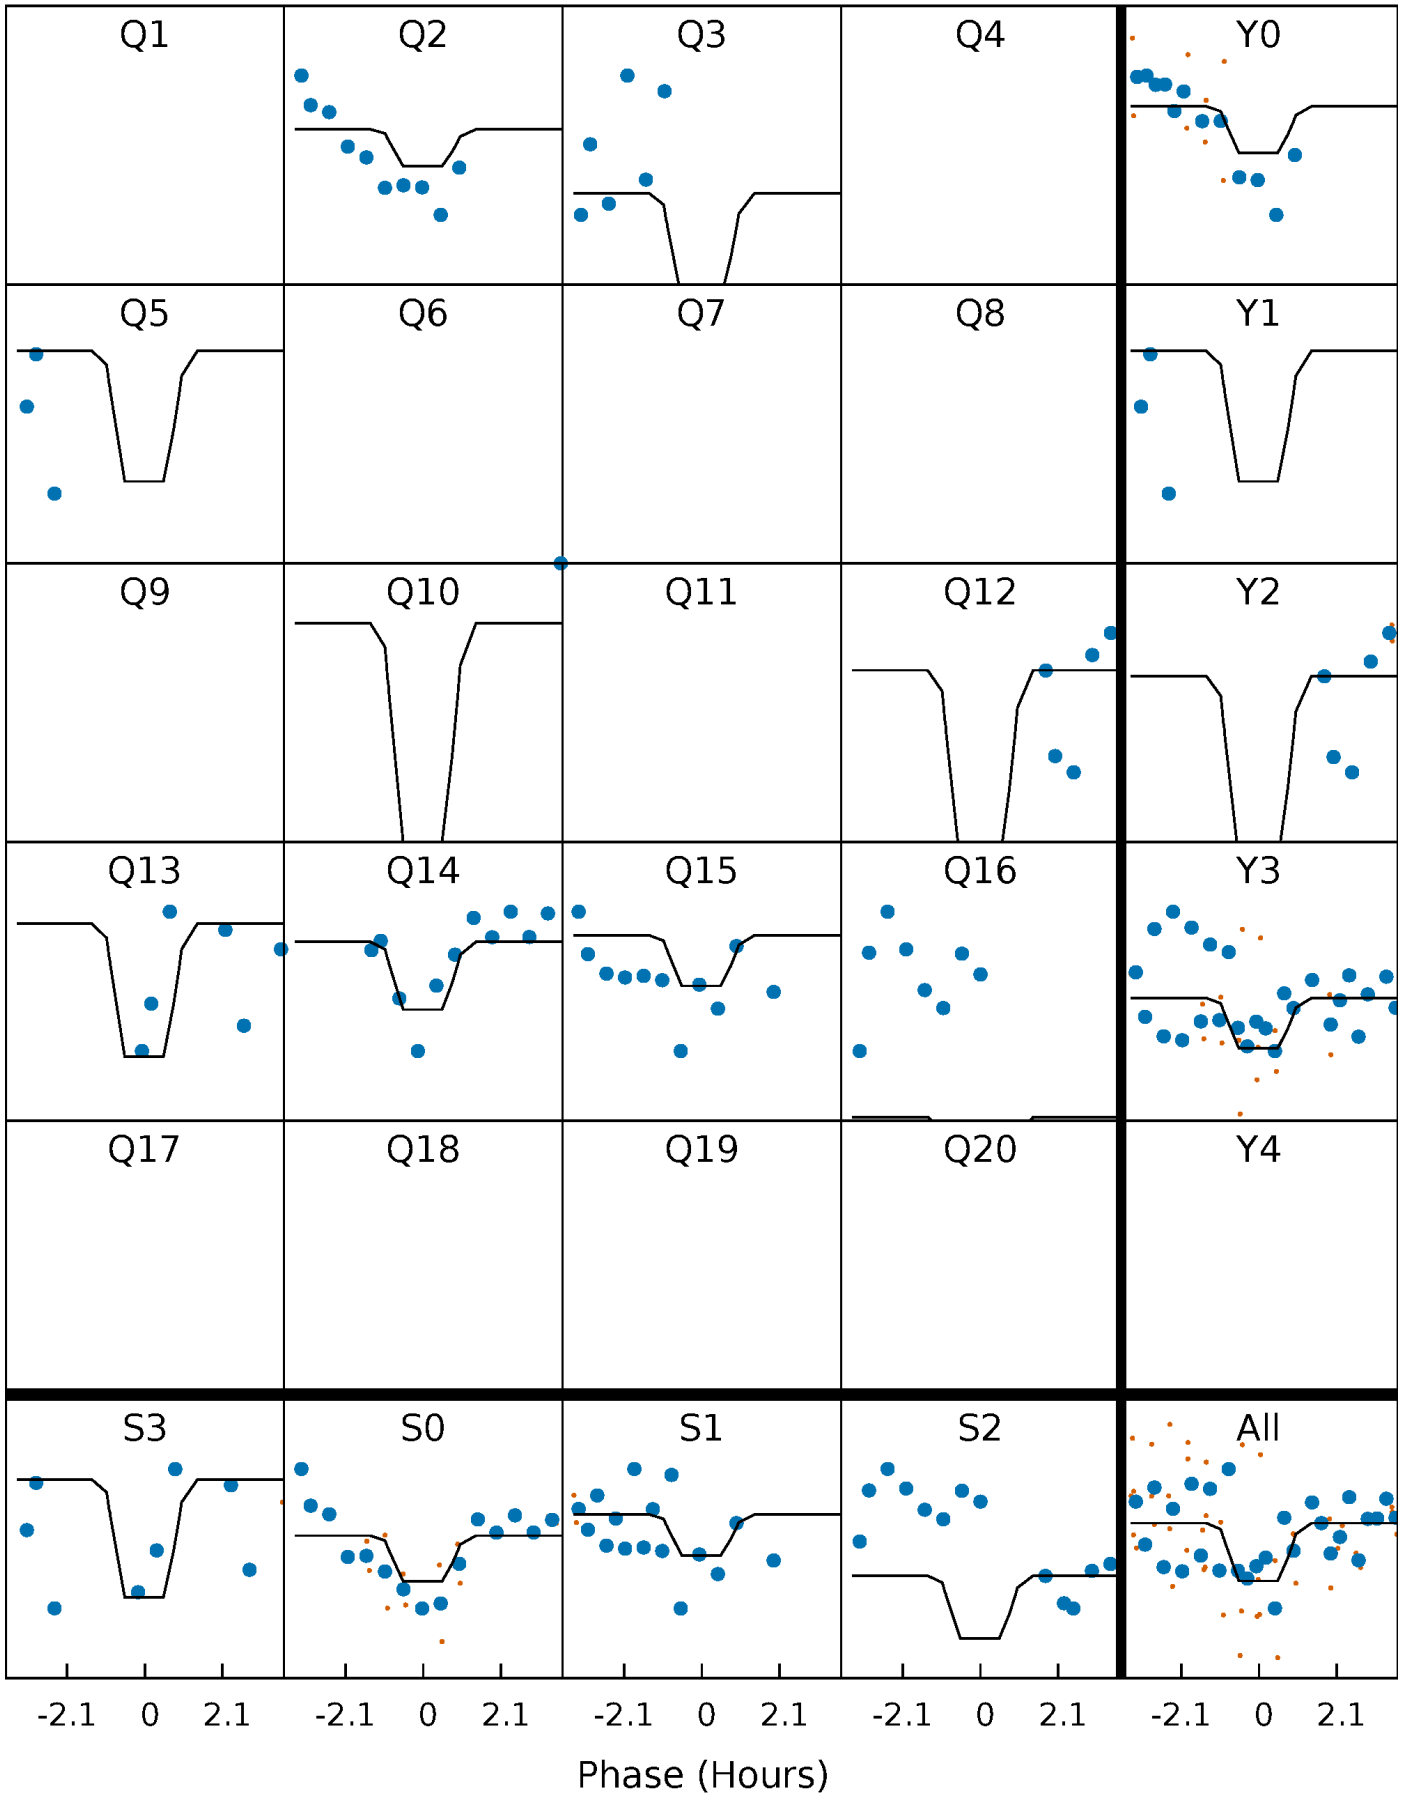 Q1 Q2 Q3 Q4 Y0
Q5 Q6 Q7 Q8 Y1
Q9 Q10 Q11 Q12 Y2
Q13 Q14 Q15 Q16 Y3
Q17 Q18 Q19 Q20 Y4
S3 S0 S1 S2 All
-2.1 0 2.1 -2.1 0 2.1 -2.1 0 2.1 -2.1 0 2.1 -2.1 0 2.1
Phase (Hours)